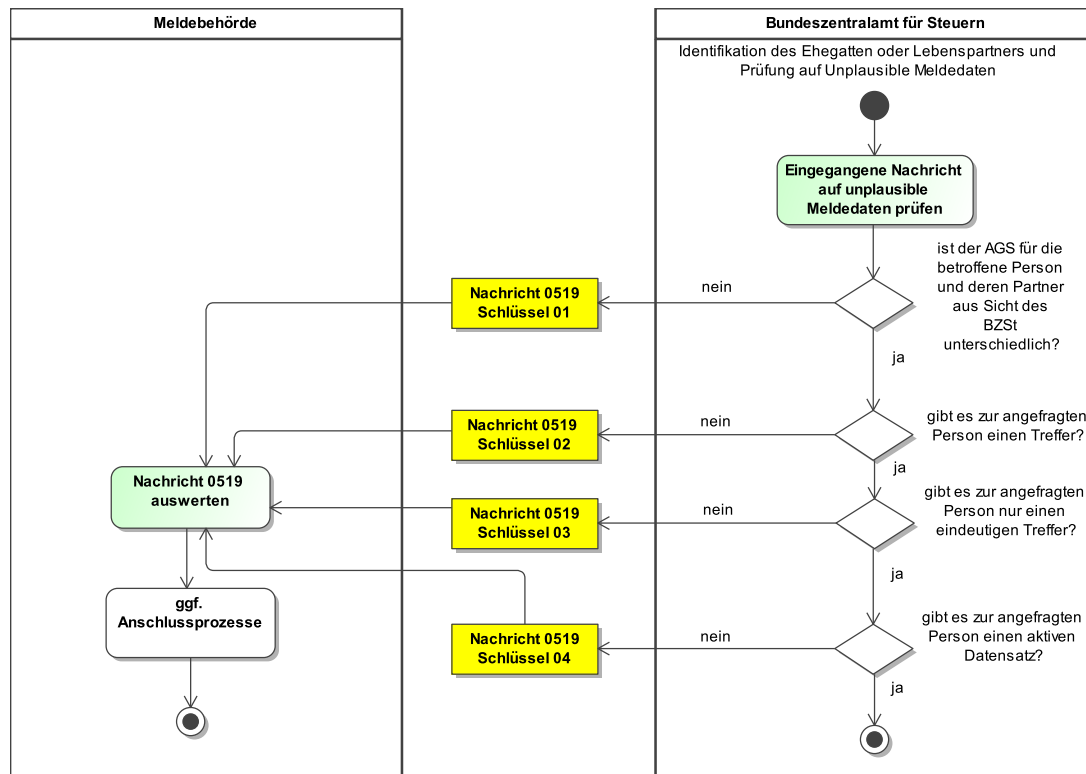 Meldebehörde
Bundeszentralamt für Steuern
Identifikation des Ehegatten oder Lebenspartners und
Prüfung auf Unplausible Meldedaten
Eingegangene Nachricht
auf unplausible
Meldedaten prüfen
ist der AGS für die
betroffene Person
und deren Partner
aus Sicht des
BZSt
unterschiedlich?
nein
Nachricht 0519
Schlüssel 01
ja
gibt es zur angefragten
Person einen Treffer?
nein
Nachricht 0519
Schlüssel 02
ja
Nachricht 0519
auswerten
gibt es zur angefragten
Person nur einen
eindeutigen Treffer?
nein
Nachricht 0519
Schlüssel 03
ja
ggf.
Anschlussprozesse
gibt es zur angefragten
Person einen aktiven
Datensatz?
nein
Nachricht 0519
Schlüssel 04
ja